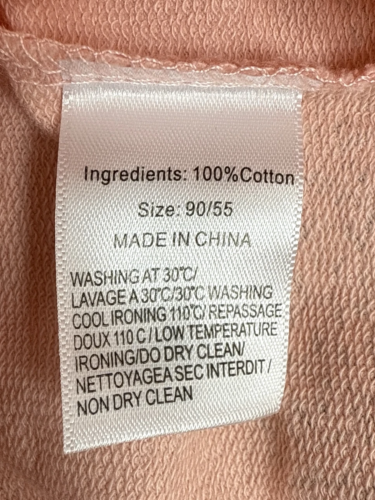 Ingredients: 100%Cotton
Size: 90/55
MADE IN CHINA
WASHING AT 30℃/
LAVAGE A 30℃/30℃ WASHING
COOL IRONING 110℃/ REPASSAGE
DOUX 110 C / LOW TEMPERATURE
IRONING/DO DRY CLEAN/
NETTOYAGEA SEC INTERDIT /
NON DRY CLEAN